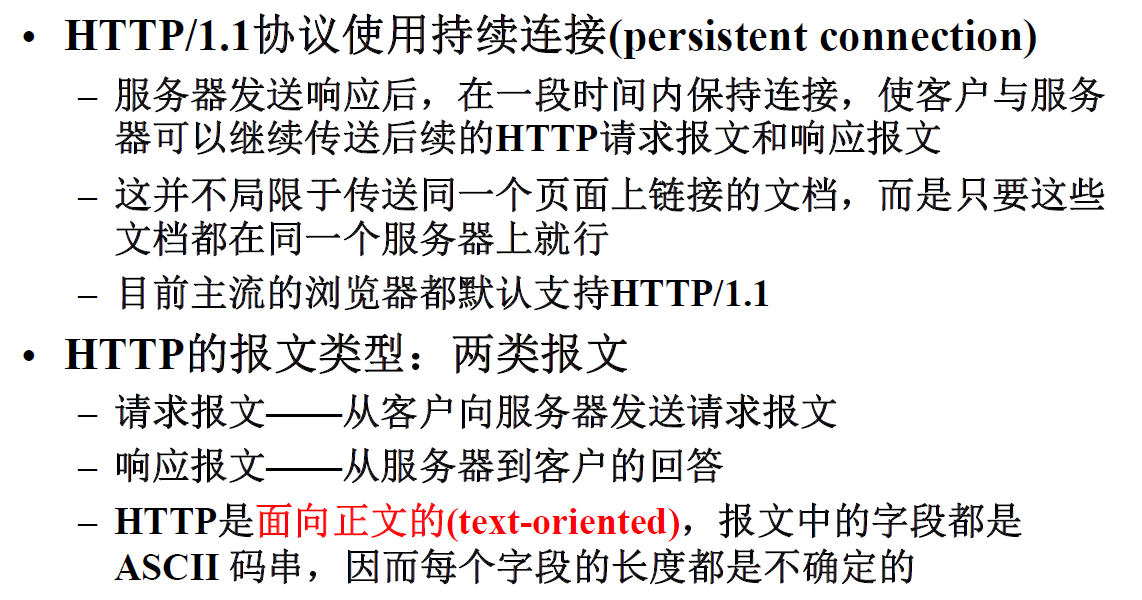 • HTTP/1.1协议使用持续连接(persistent connection)
– 服务器发送响应后，在一段时间内保持连接，使客户与服务
器可以继续传送后续的HTTP请求报文和响应报文
– 这并不局限于传送同一个页面上链接的文档，而是只要这些
文档都在同一个服务器上就行
– 目前主流的浏览器都默认支持HTTP/1.1
• HTTP的报文类型：两类报文
– 请求报文——从客户向服务器发送请求报文
– 响应报文——从服务器到客户的回答
– HTTP是面向正文的(text-oriented)，报文中的字段都是
ASCII 码串，因而每个字段的长度都是不确定的